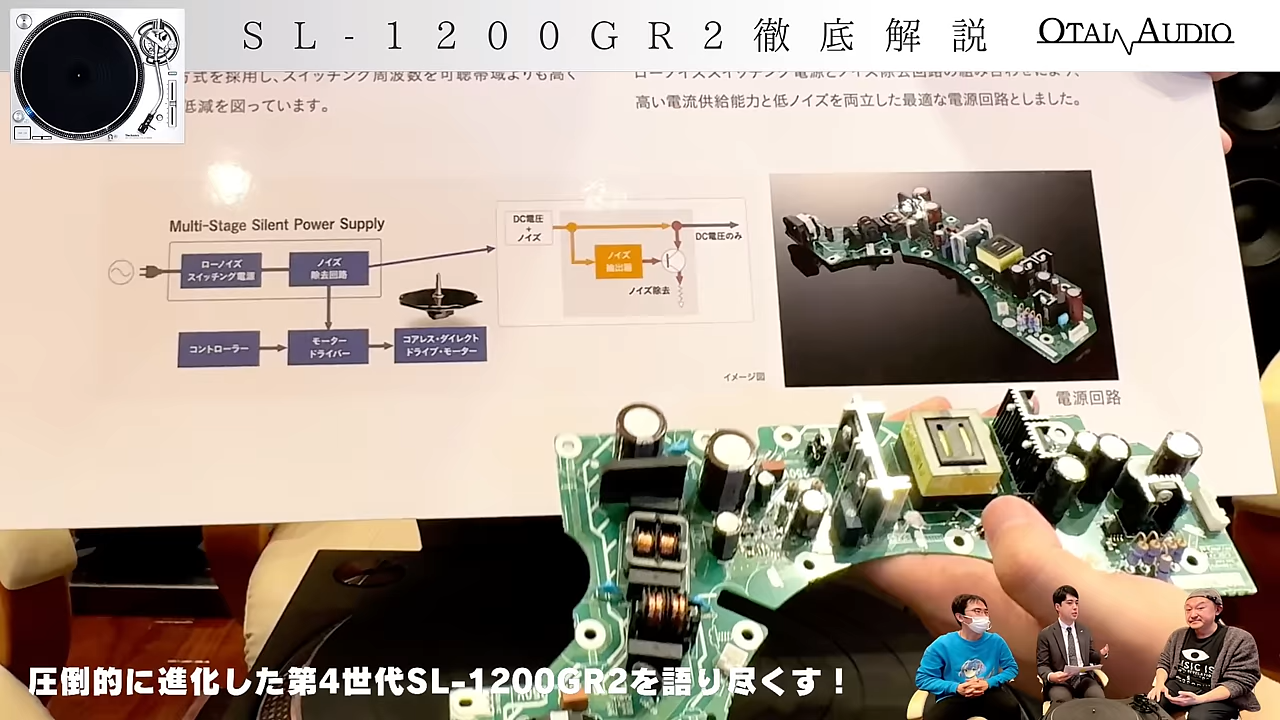 SL-1200GR2徹底解説
OTAI AUDIO
方式を採用し、スイッチング周波数を可聴帯域よりも高く
低減を図っています。
ローノイズスイッチング電源とノイズ除去回路の組み合わせにより、
高い電流供給能力と低ノイズを両立した最適な電源回路としました。
Multi-Stage Silent Power Supply
ローノイズ
スイッチング電源
ノイズ
除去回路
コントローラー
モーター
ドライバー
コアレス・ダイレクト
ドライブ・モーター
DC電圧
+
ノイズ
ノイズ
抽出器
DC電圧のみ
ノイズ除去
イメージ図
電源回路
圧倒的に進化した第4世代SL-1200GR2を語り尽くす！